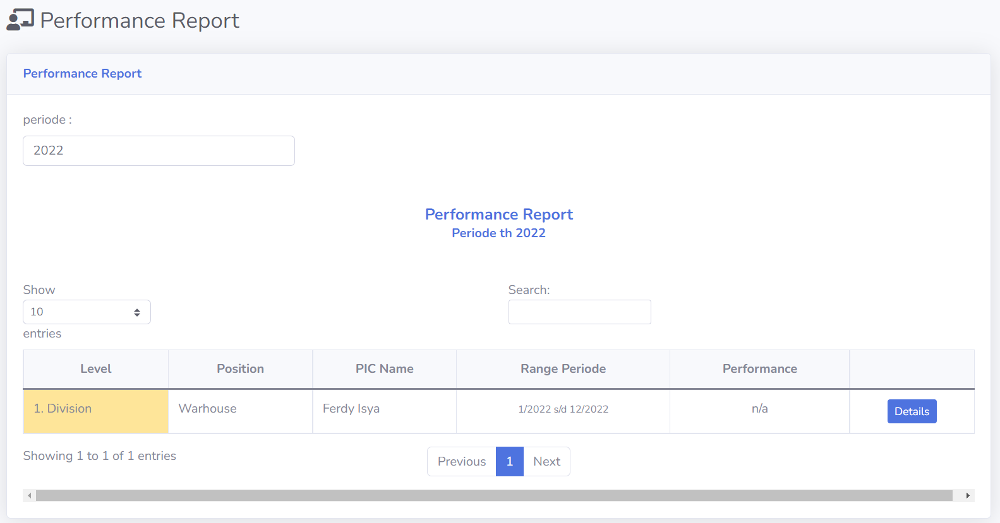 Performance Report
Performance Report
periode :
2022
Performance Report
Periode th 2022
Show
10
entries
Search:
Level Position PIC Name Range Periode Performance
1. Division Warhouse Ferdy Isya 1/2022 s/d 12/2022 n/a Details
Showing 1 to 1 of 1 entries
Previous 1 Next